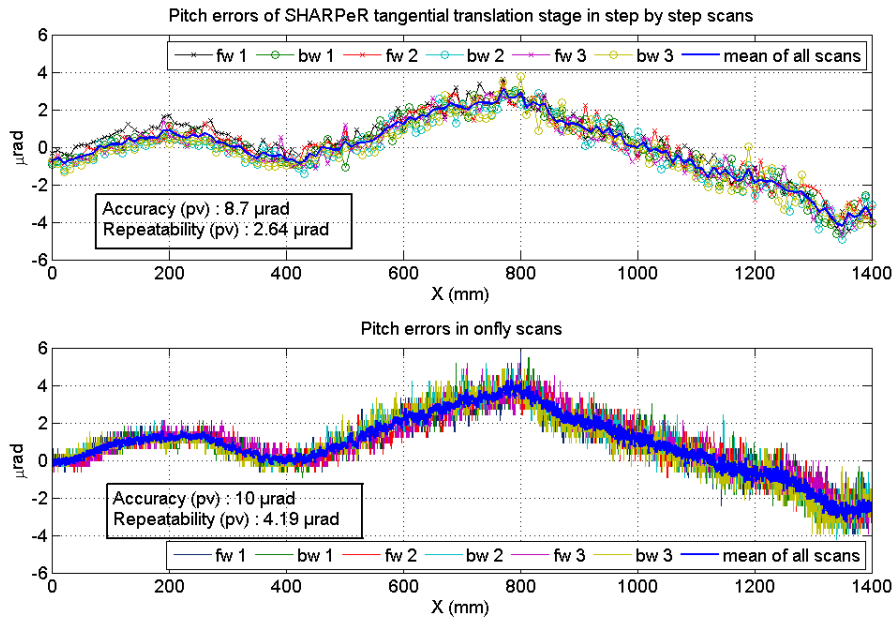 Pitch errors of SHARPeR tangential translation stage in step by step scans
6
4
2
0
-2
-4
-6
μrad
fw 1 bw 1 fw 2 bw 2 fw 3 bw 3 mean of all scans
Accuracy (pv) : 8.7 μrad
Repeatability (pv) : 2.64 μrad
0 200 400 600 800 1000 1200 1400
X (mm)
Pitch errors in onfly scans
6
4
2
0
-2
-4
-6
μrad
Accuracy (pv) : 10 μrad
Repeatability (pv) : 4.19 μrad
fw 1 bw 1 fw 2 bw 2 fw 3 bw 3 mean of all scans
0 200 400 600 800 1000 1200 1400
X (mm)